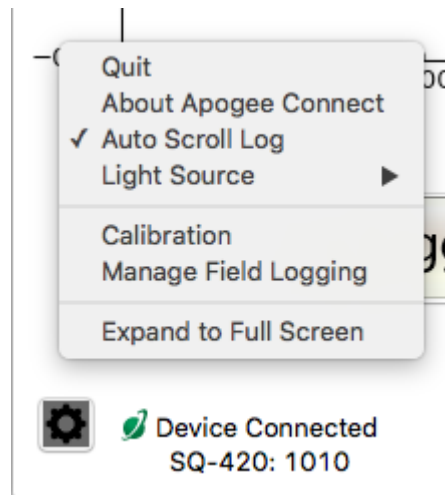 Quit
About Apogee Connect
✓ Auto Scroll Log
Light Source ▶
Calibration
Manage Field Logging
Expand to Full Screen
Device Connected
SQ-420: 1010